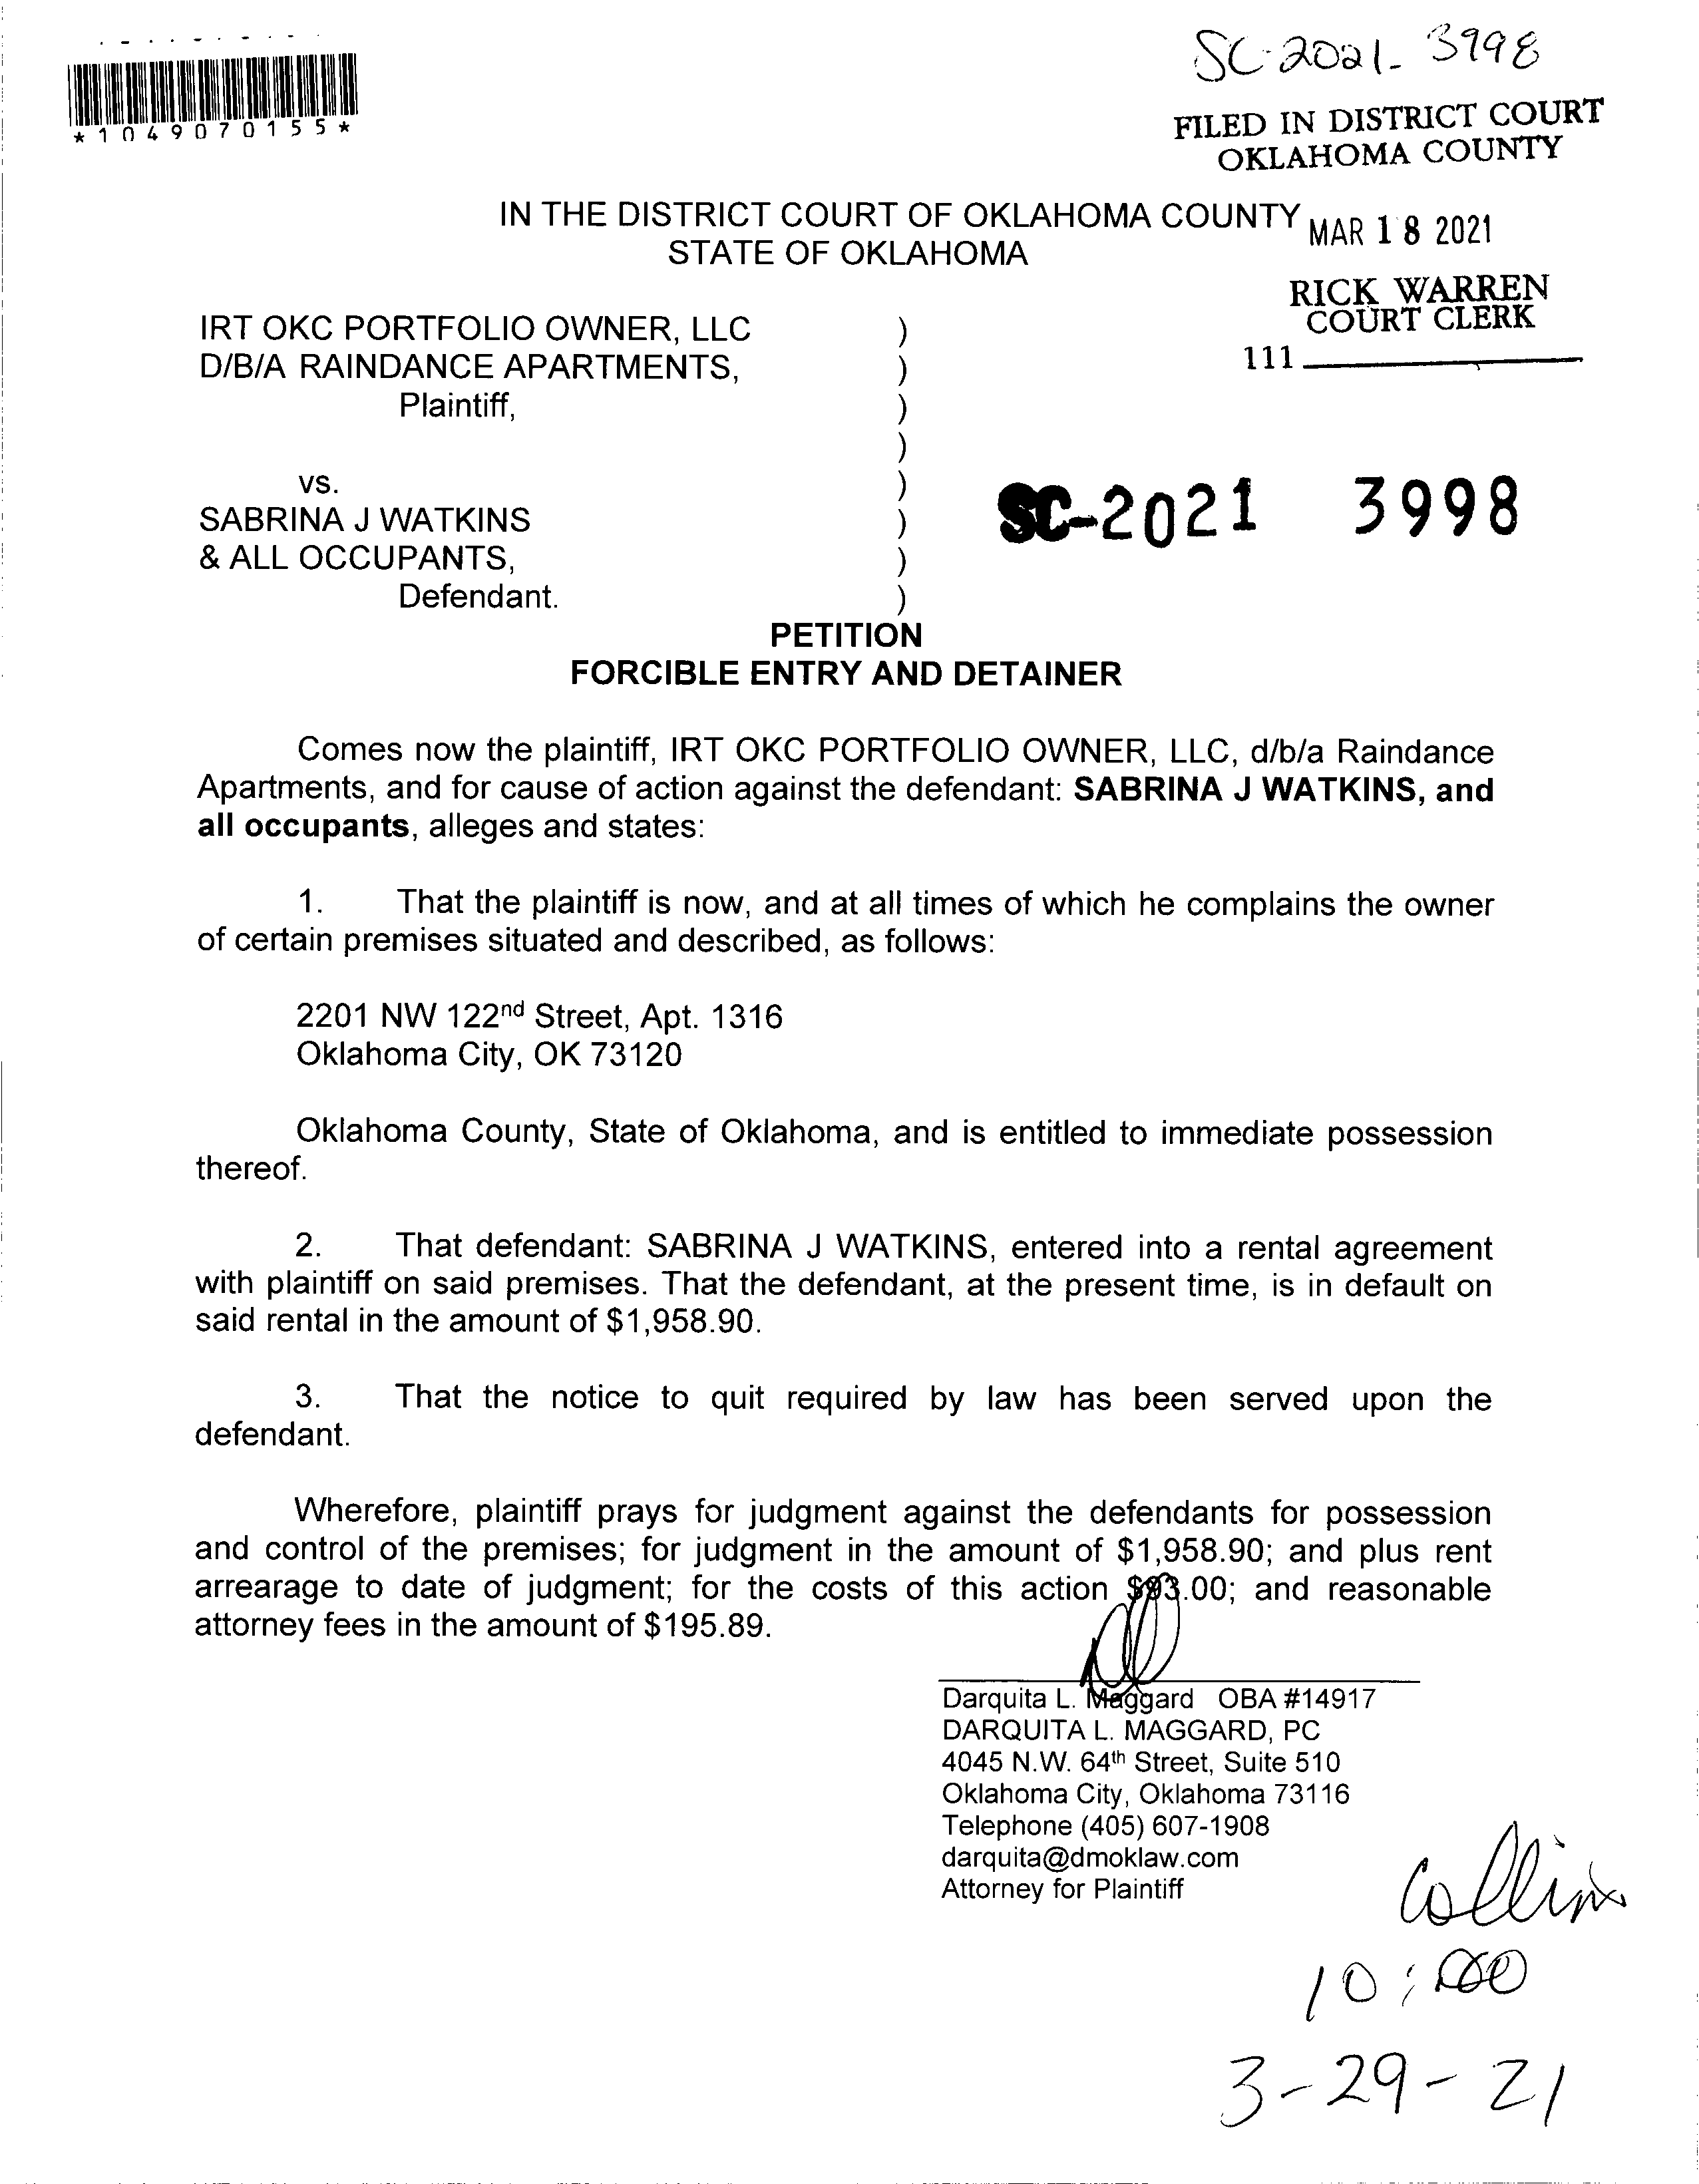 SC-2021-3998
*1049070155*
FILED IN DISTRICT COURT
OKLAHOMA COUNTY
IN THE DISTRICT COURT OF OKLAHOMA COUNTY
STATE OF OKLAHOMA
MAR 18 2021
RICK WARREN
COURT CLERK
111
IRT OKC PORTFOLIO OWNER, LLC )
D/B/A RAINDANCE APARTMENTS, )
Plaintiff, )
)
vs. )
SABRINA J WATKINS )
& ALL OCCUPANTS, )
Defendant. )
SC-2021 3998
PETITION
FORCIBLE ENTRY AND DETAINER
Comes now the plaintiff, IRT OKC PORTFOLIO OWNER, LLC, d/b/a Raindance
Apartments, and for cause of action against the defendant: SABRINA J WATKINS, and
all occupants, alleges and states:
1. That the plaintiff is now, and at all times of which he complains the owner
of certain premises situated and described, as follows:
2201 NW 122nd Street, Apt. 1316
Oklahoma City, OK 73120
Oklahoma County, State of Oklahoma, and is entitled to immediate possession
thereof.
2. That defendant: SABRINA J WATKINS, entered into a rental agreement
with plaintiff on said premises. That the defendant, at the present time, is in default on
said rental in the amount of $1,958.90.
3. That the notice to quit required by law has been served upon the
defendant.
Wherefore, plaintiff prays for judgment against the defendants for possession
and control of the premises; for judgment in the amount of $1,958.90; and plus rent
arrearage to date of judgment; for the costs of this action $93.00; and reasonable
attorney fees in the amount of $195.89.
Darquita L. Maggard OBA #14917
DARQUITA L. MAGGARD, PC
4045 N.W. 64th Street, Suite 510
Oklahoma City, Oklahoma 73116
Telephone (405) 607-1908
darquita@dmoklaw.com
Attorney for Plaintiff
Collins
10:00
3-29-21